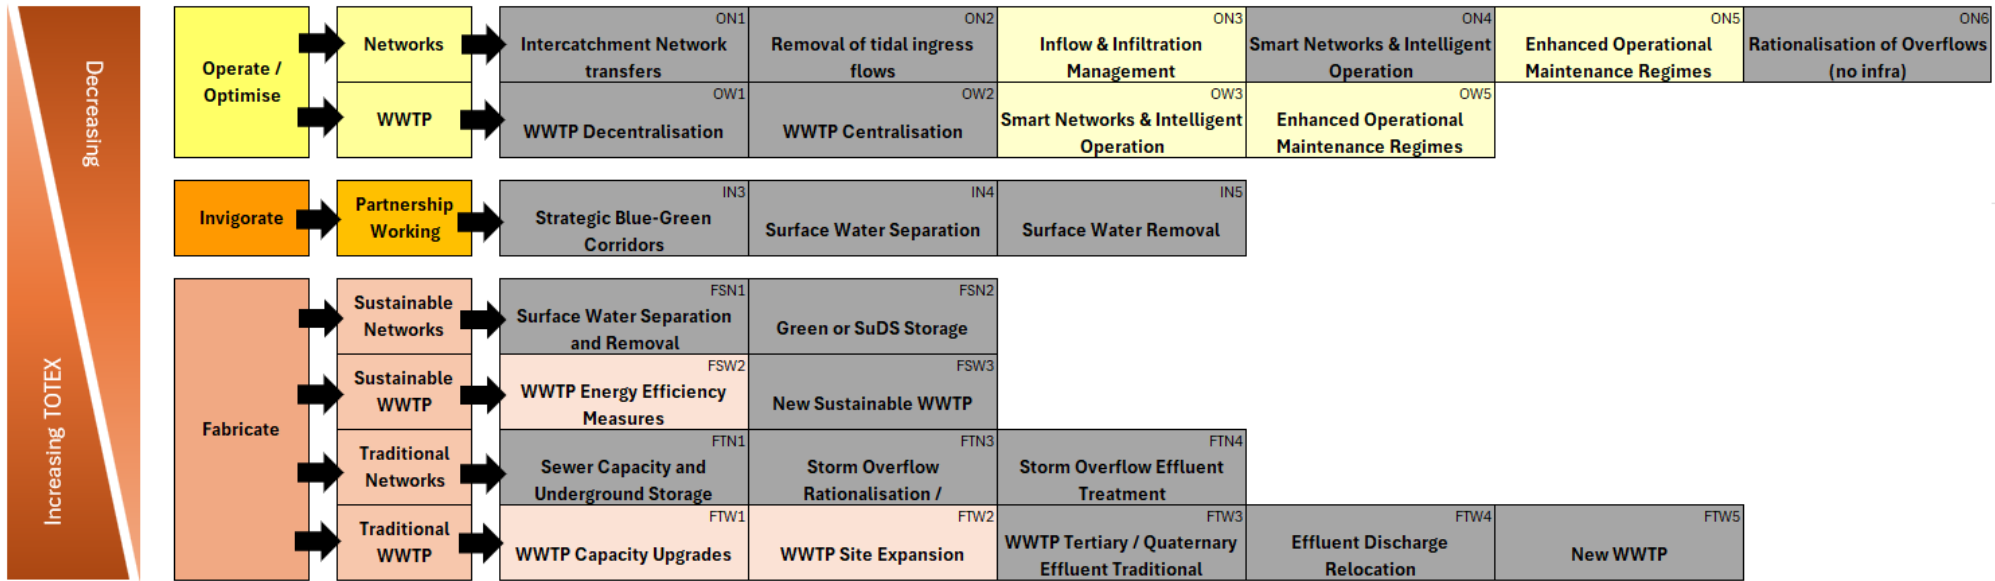 Decreasing
Increasing TOTEX
Operate /
Optimise
Networks
ON1
Intercatchment Network
transfers
ON2
Removal of tidal ingress
flows
ON3
Inflow & Infiltration
Management
ON4
Smart Networks & Intelligent
Operation
ON5
Enhanced Operational
Maintenance Regimes
ON6
Rationalisation of Overflows
(no infra)
WWTP
OW1
WWTP Decentralisation
OW2
WWTP Centralisation
OW3
Smart Networks & Intelligent
Operation
OW5
Enhanced Operational
Maintenance Regimes
Invigorate
Partnership
Working
IN3
Strategic Blue-Green
Corridors
IN4
Surface Water Separation
IN5
Surface Water Removal
Fabricate
Sustainable
Networks
FSN1
Surface Water Separation
and Removal
FSN2
Green or SuDS Storage
Sustainable
WWTP
FSW2
WWTP Energy Efficiency
Measures
FSW3
New Sustainable WWTP
Traditional
Networks
FTN1
Sewer Capacity and
Underground Storage
FTN3
Storm Overflow
Rationalisation /
FTN4
Storm Overflow Effluent
Treatment
Traditional
WWTP
FTW1
WWTP Capacity Upgrades
FTW2
WWTP Site Expansion
FTW3
WWTP Tertiary / Quaternary
Effluent Traditional
FTW4
Effluent Discharge
Relocation
FTW5
New WWTP